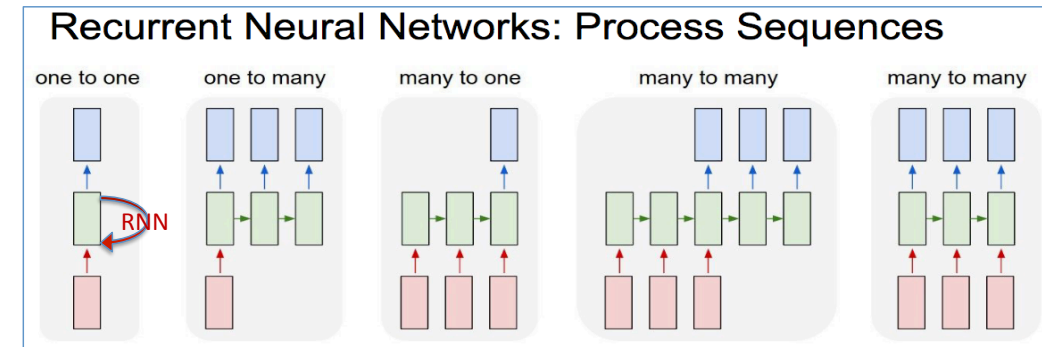 Recurrent Neural Networks: Process Sequences
one to one
one to many
many to one
many to many
many to many
RNN